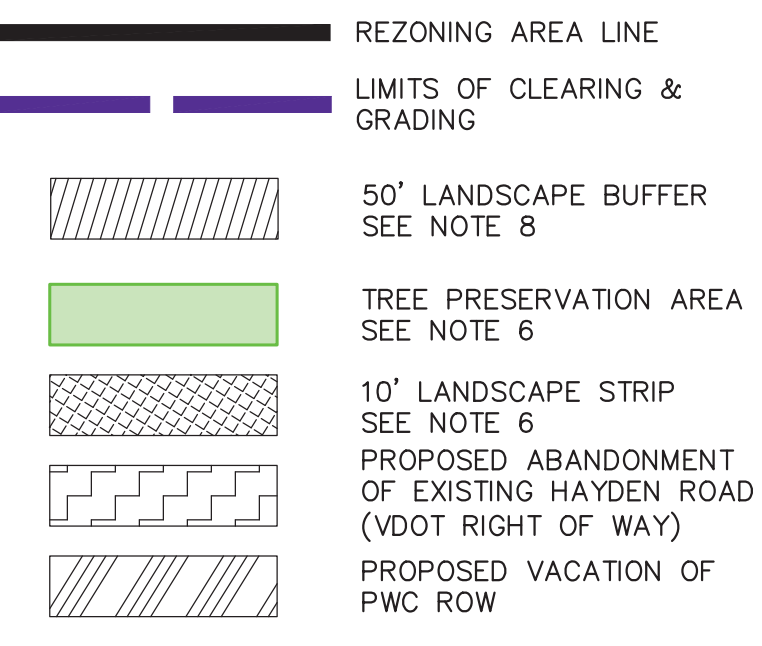 REZONING AREA LINE
LIMITS OF CLEARING &
GRADING
50' LANDSCAPE BUFFER
SEE NOTE 8
TREE PRESERVATION AREA
SEE NOTE 6
10' LANDSCAPE STRIP
SEE NOTE 6
PROPOSED ABANDONMENT
OF EXISTING HAYDEN ROAD
(VDOT RIGHT OF WAY)
PROPOSED VACATION OF
PWC ROW